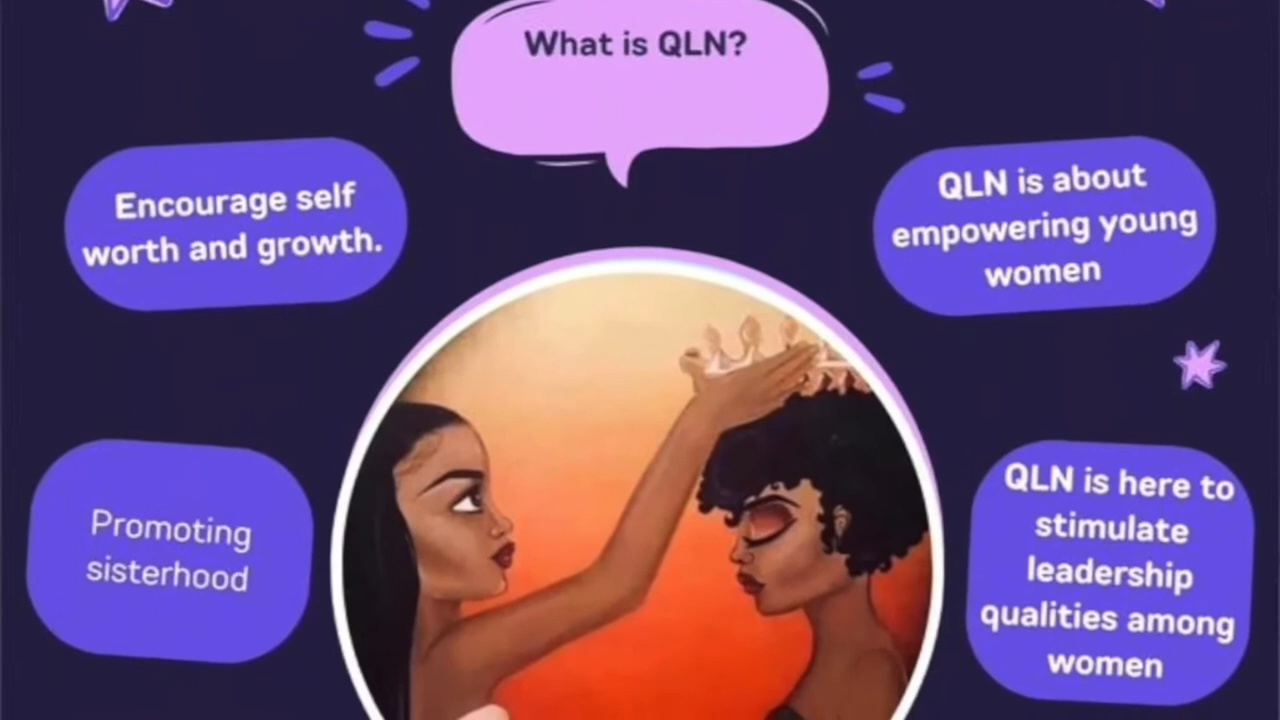 What is QLN?
Encourage self
worth and growth.
QLN is about
empowering young
women
Promoting
sisterhood
QLN is here to
stimulate
leadership
qualities among
women